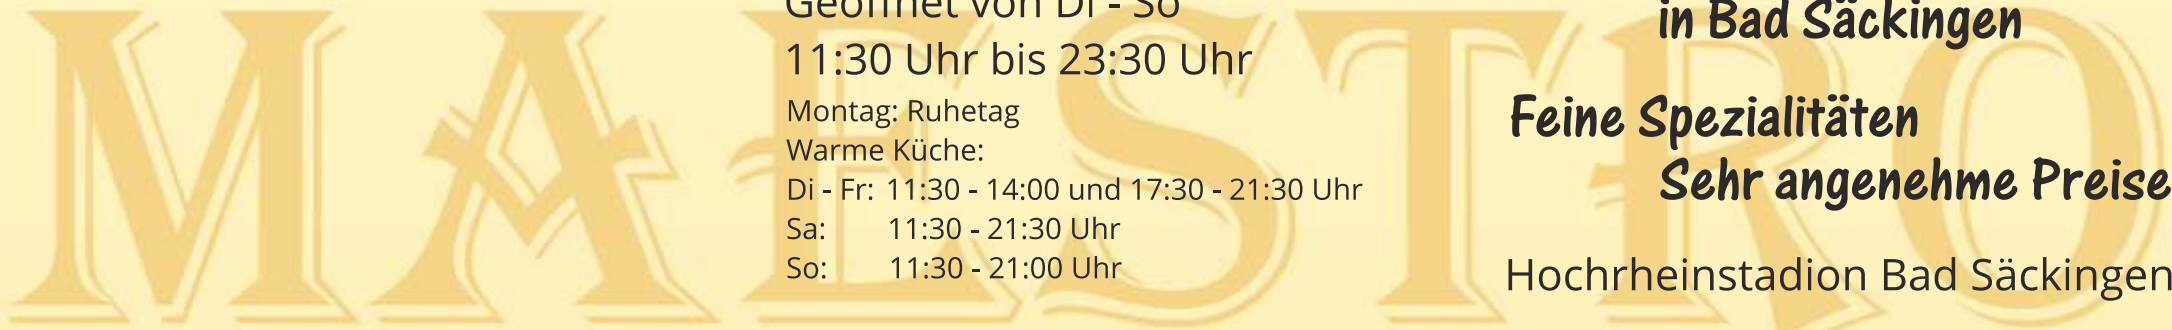 MAESTRO
Geöffnet von Di - So
11:30 Uhr bis 23:30 Uhr
Montag: Ruhetag
Warme Küche:
Di - Fr: 11:30 - 14:00 und 17:30 - 21:30 Uhr
Sa: 11:30 - 21:30 Uhr
So: 11:30 - 21:00 Uhr
in Bad Säckingen
Feine Spezialitäten
Sehr angenehme Preise
Hochrheinstadion Bad Säckingen